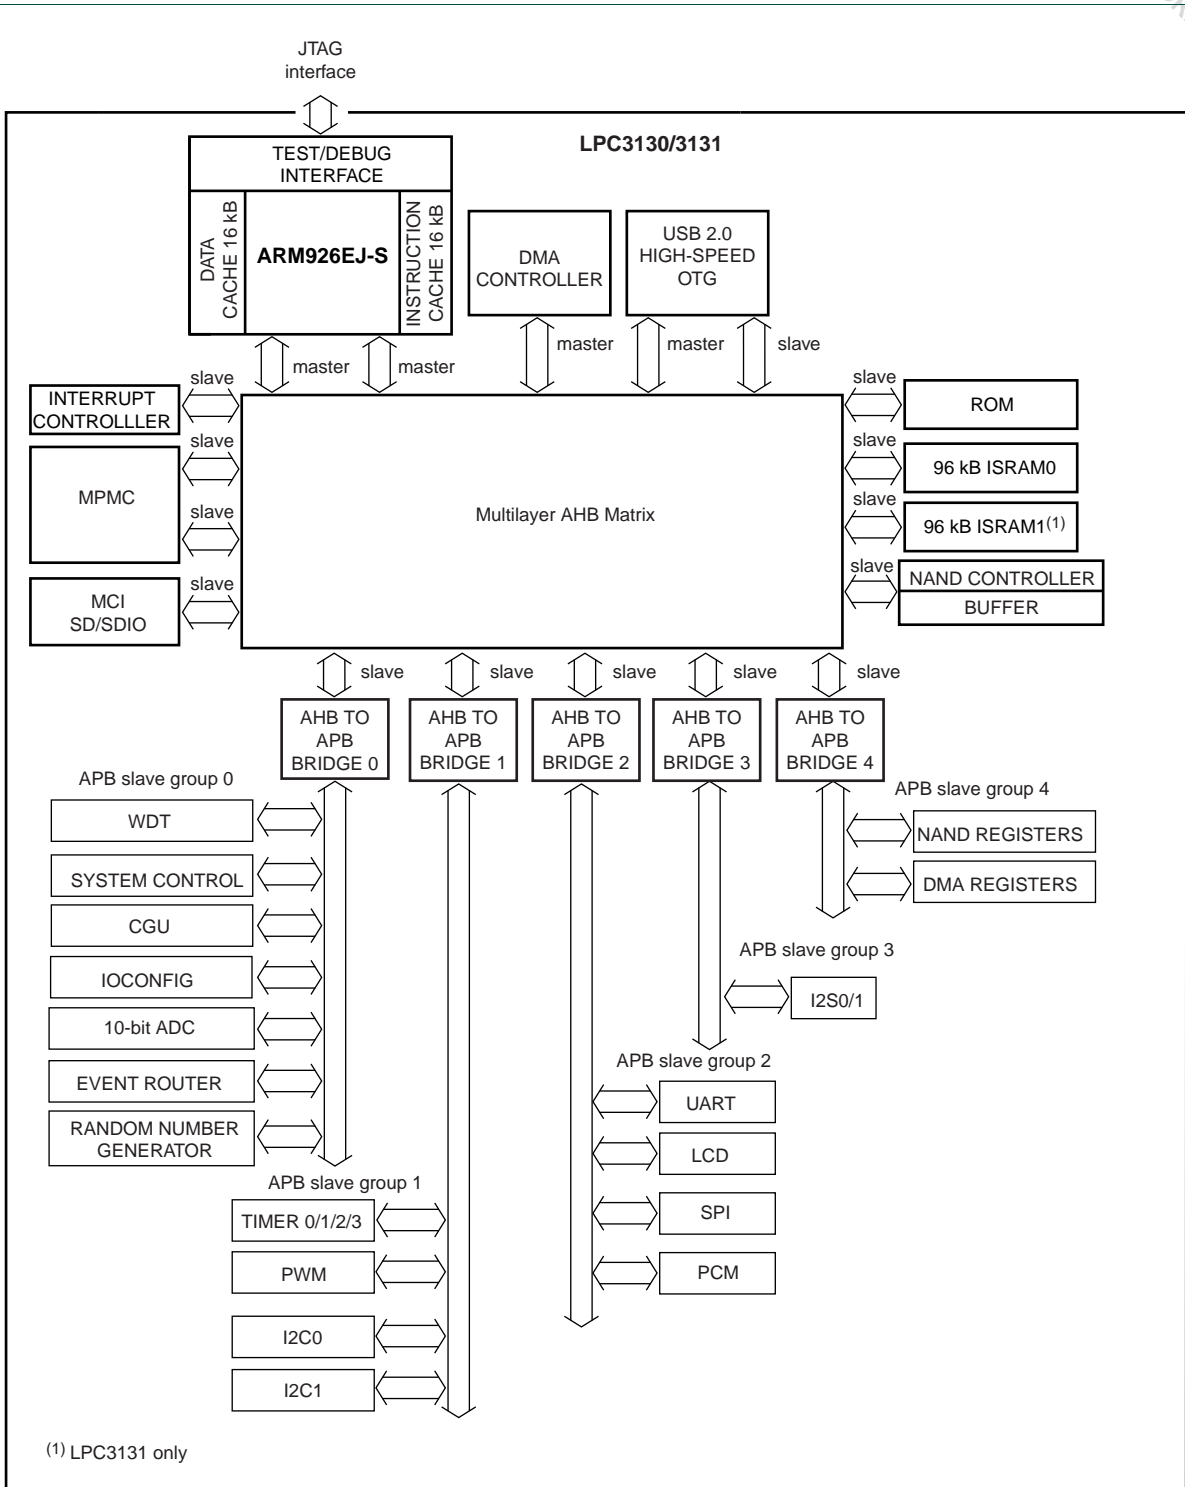 JTAG
interface
LPC3130/3131
TEST/DEBUG
INTERFACE
DATA
CACHE 16 kB
ARM926EJ-S
INSTRUCTION
CACHE 16 kB
DMA
CONTROLLER
USB 2.0
HIGH-SPEED
OTG
master
master
master
master
slave
slave
INTERRUPT
CONTROLLLER
slave
MPMC
slave
slave
MCI
SD/SDIO
Multilayer AHB Matrix
slave
ROM
slave
96 kB ISRAM0
slave
96 kB ISRAM1(1)
slave
NAND CONTROLLER
BUFFER
slave
slave
slave
slave
slave
AHB TO
APB
BRIDGE 0
AHB TO
APB
BRIDGE 1
AHB TO
APB
BRIDGE 2
AHB TO
APB
BRIDGE 3
AHB TO
APB
BRIDGE 4
APB slave group 0
WDT
SYSTEM CONTROL
CGU
IOCONFIG
10-bit ADC
EVENT ROUTER
RANDOM NUMBER
GENERATOR
APB slave group 4
NAND REGISTERS
DMA REGISTERS
APB slave group 3
I2S0/1
APB slave group 2
UART
LCD
SPI
PCM
APB slave group 1
TIMER 0/1/2/3
PWM
I2C0
I2C1
(1) LPC3131 only